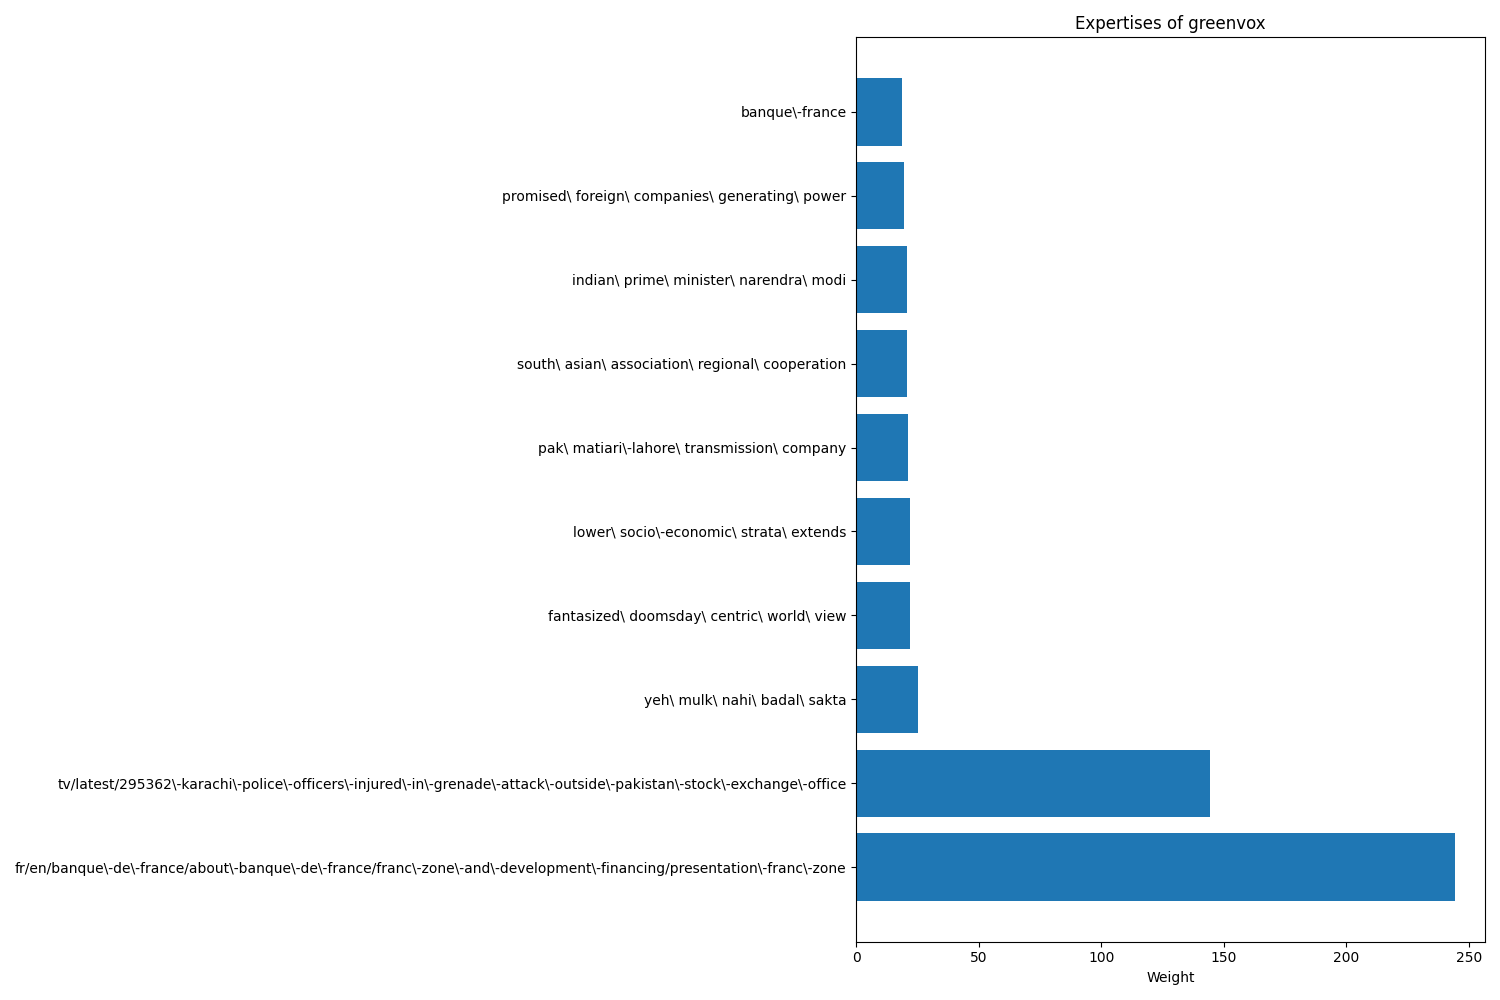 Expertises of greenvox
banque\-france
promised\ foreign\ companies\ generating\ power
indian\ prime\ minister\ narendra\ modi
south\ asian\ association\ regional\ cooperation
pak\ matiari\-lahore\ transmission\ company
lower\ socio\-economic\ strata\ extends
fantasized\ doomsday\ centric\ world\ view
yeh\ mulk\ nahi\ badal\ sakta
tv/latest/295362\-karachi\-police\-officers\-injured\-in\-grenade\-attack\-outside\-pakistan\-stock\-exchange\-office
fr/en/banque\-de\-france/about\-banque\-de\-france/franc\-zone\-and\-development\-financing/presentation\-franc\-zone
0 50 100 150 200 250
Weight